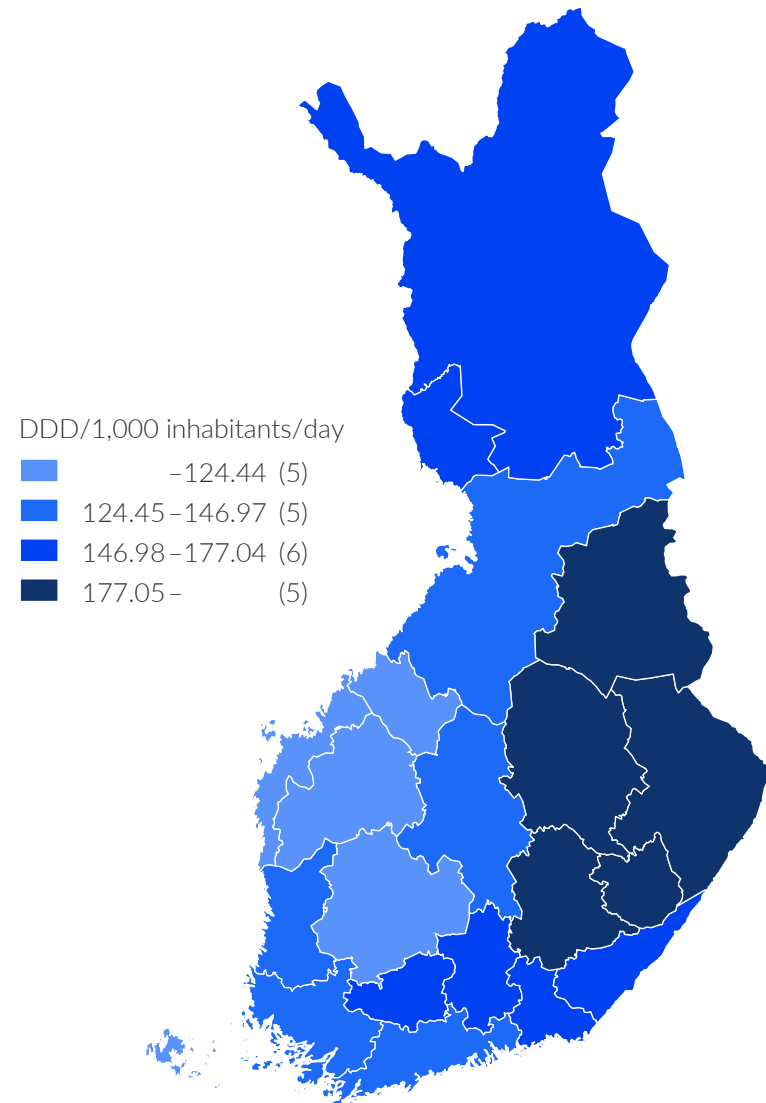 DDD/1,000 inhabitants/day
–124.44 (5)
124.45–146.97 (5)
146.98–177.04 (6)
177.05– (5)